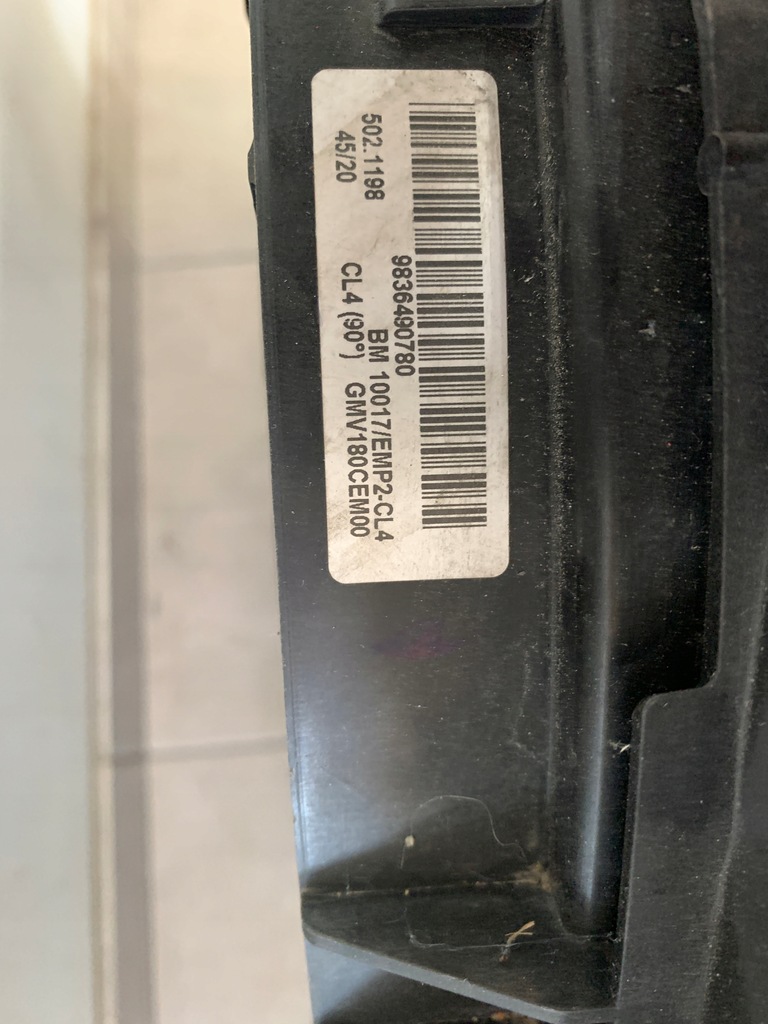 9836490780
502.1198 BM 10017/EMP2-CL4
45/20 CL4 (90°) GMV180CEM00